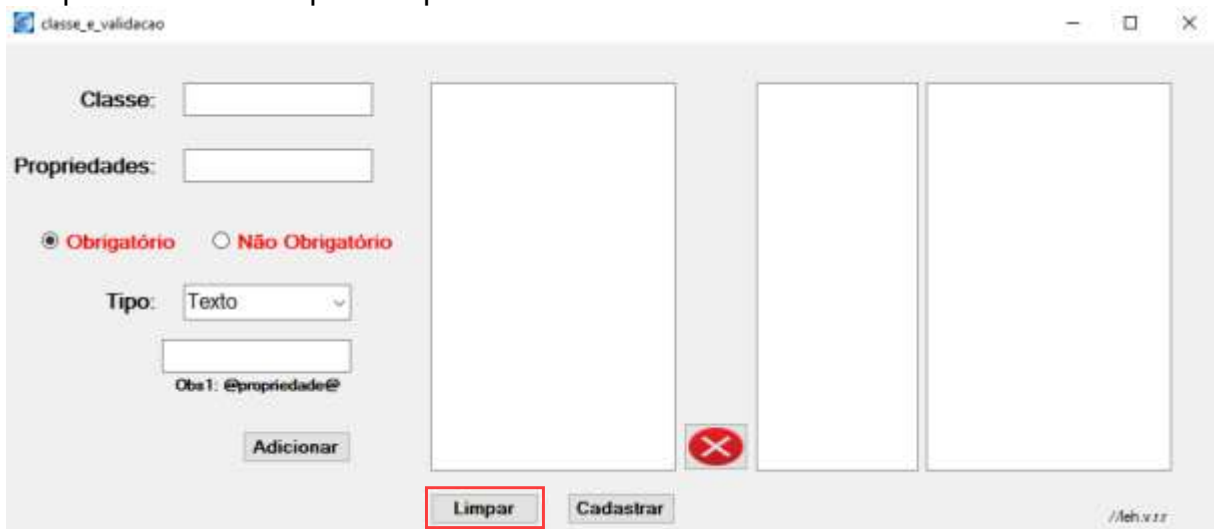 classe_e_validacao
Classe:
Propriedades:
Obrigatório Não Obrigatório
Tipo: Texto
Obs1: @propriedade@
Adicionar
Limpar Cadastrar